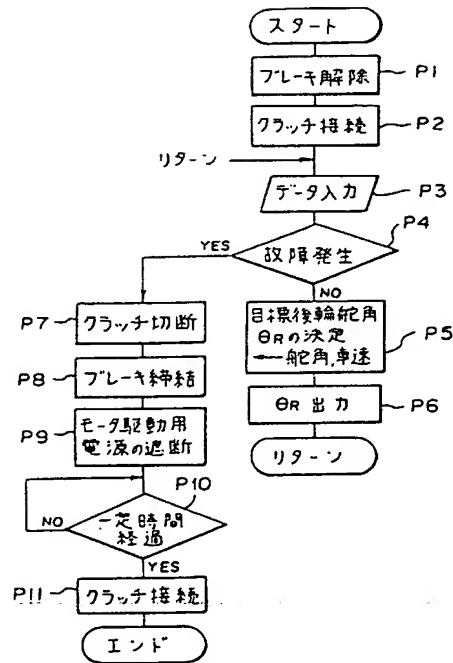 スタート
ブレーキ解除
P1
クラッチ接続
P2
リターン
データ入力
P3
P4
故障発生
YES
NO
目標後輪舵角
θRの決定
←舵角,車速
P5
θR出力
P6
リターン
P7
クラッチ切断
P8
ブレーキ締結
P9
モータ駆動用
電源の遮断
P10
一定時間
経過
NO
YES
P11
クラッチ接続
エンド